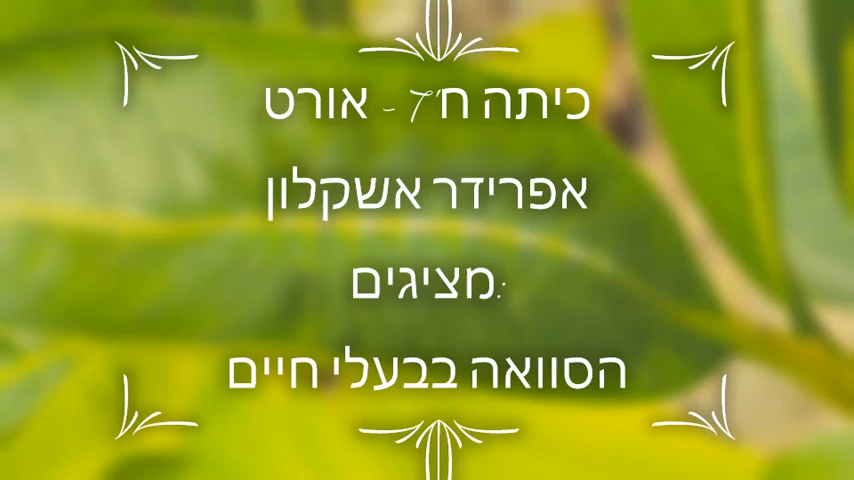 כיתה ח'7 - אורט
אפרידר אשקלון
מציגים:
הסוואה בבעלי חיים